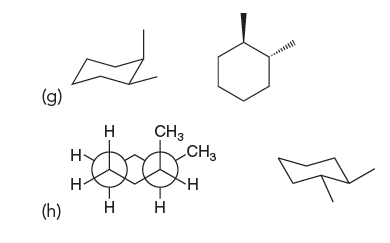 (g)
H CH₃
H CH₃
H H
(h) H H